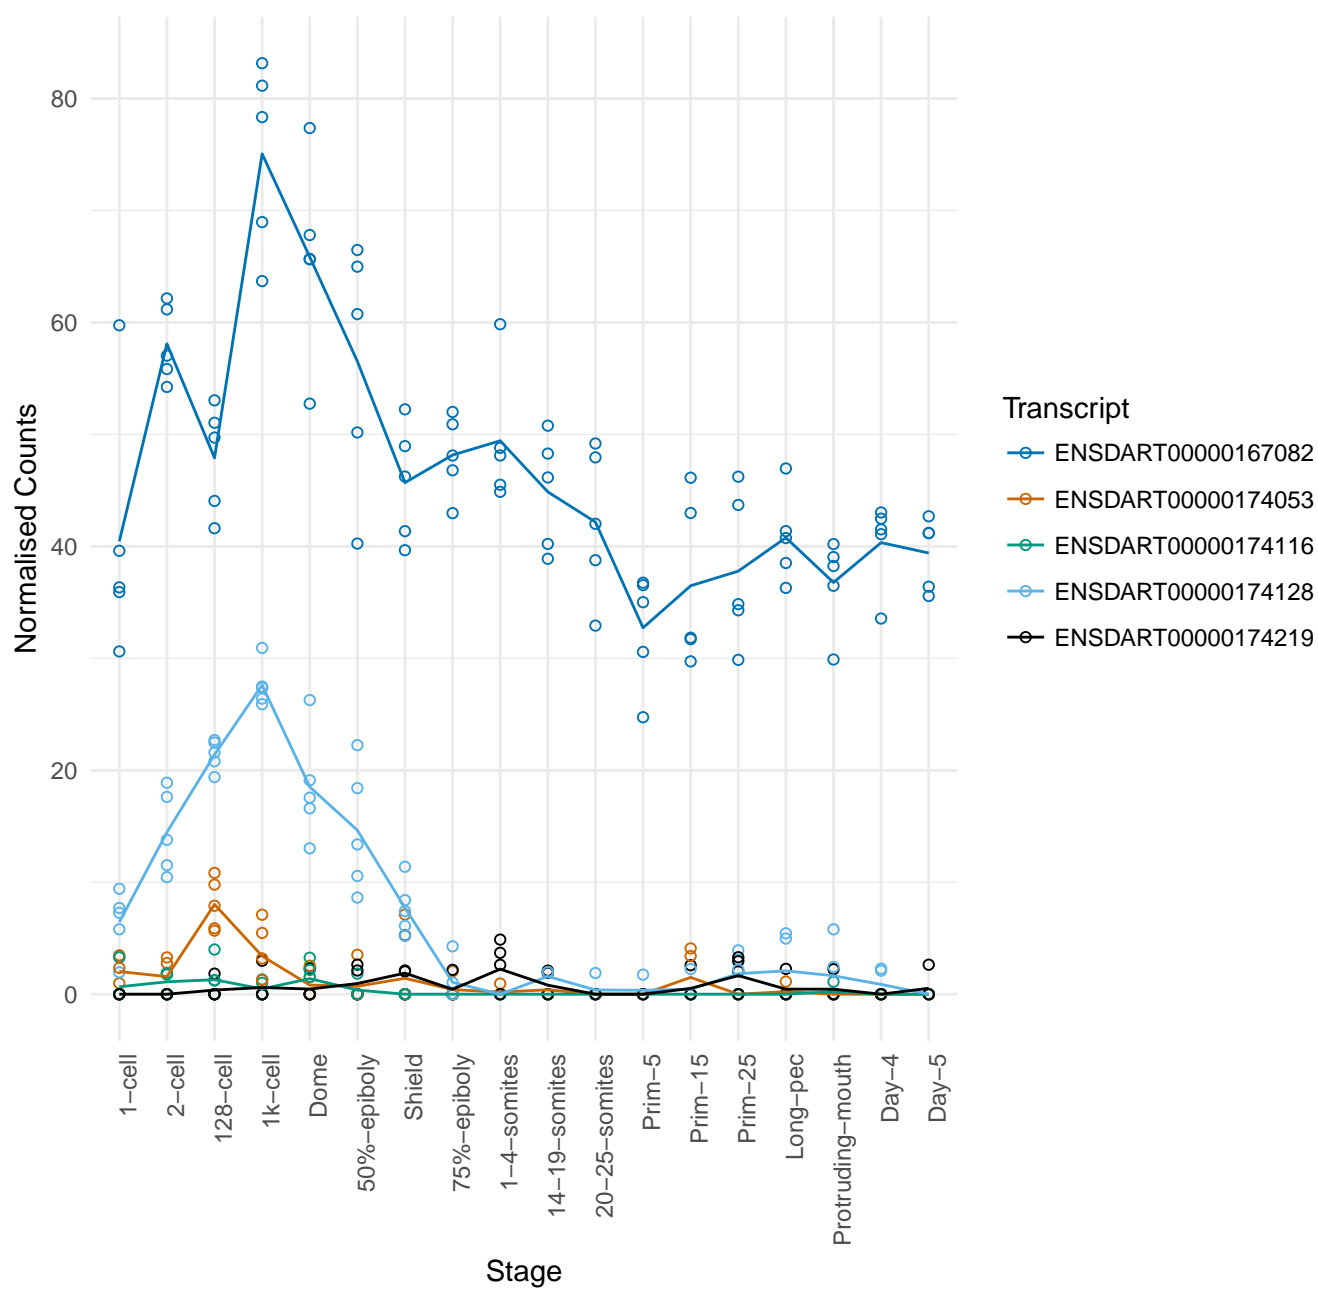 Normalised Counts
80
60
40
20
0
1−cell
2−cell
128−cell
1k−cell
Dome
50%−epiboly
Shield
75%−epiboly
1−4−somites
14−19−somites
20−25−somites
Prim−5
Prim−15
Prim−25
Long−pec
Protruding−mouth
Day−4
Day−5
Stage
Transcript
ENSDART00000167082
ENSDART00000174053
ENSDART00000174116
ENSDART00000174128
ENSDART00000174219